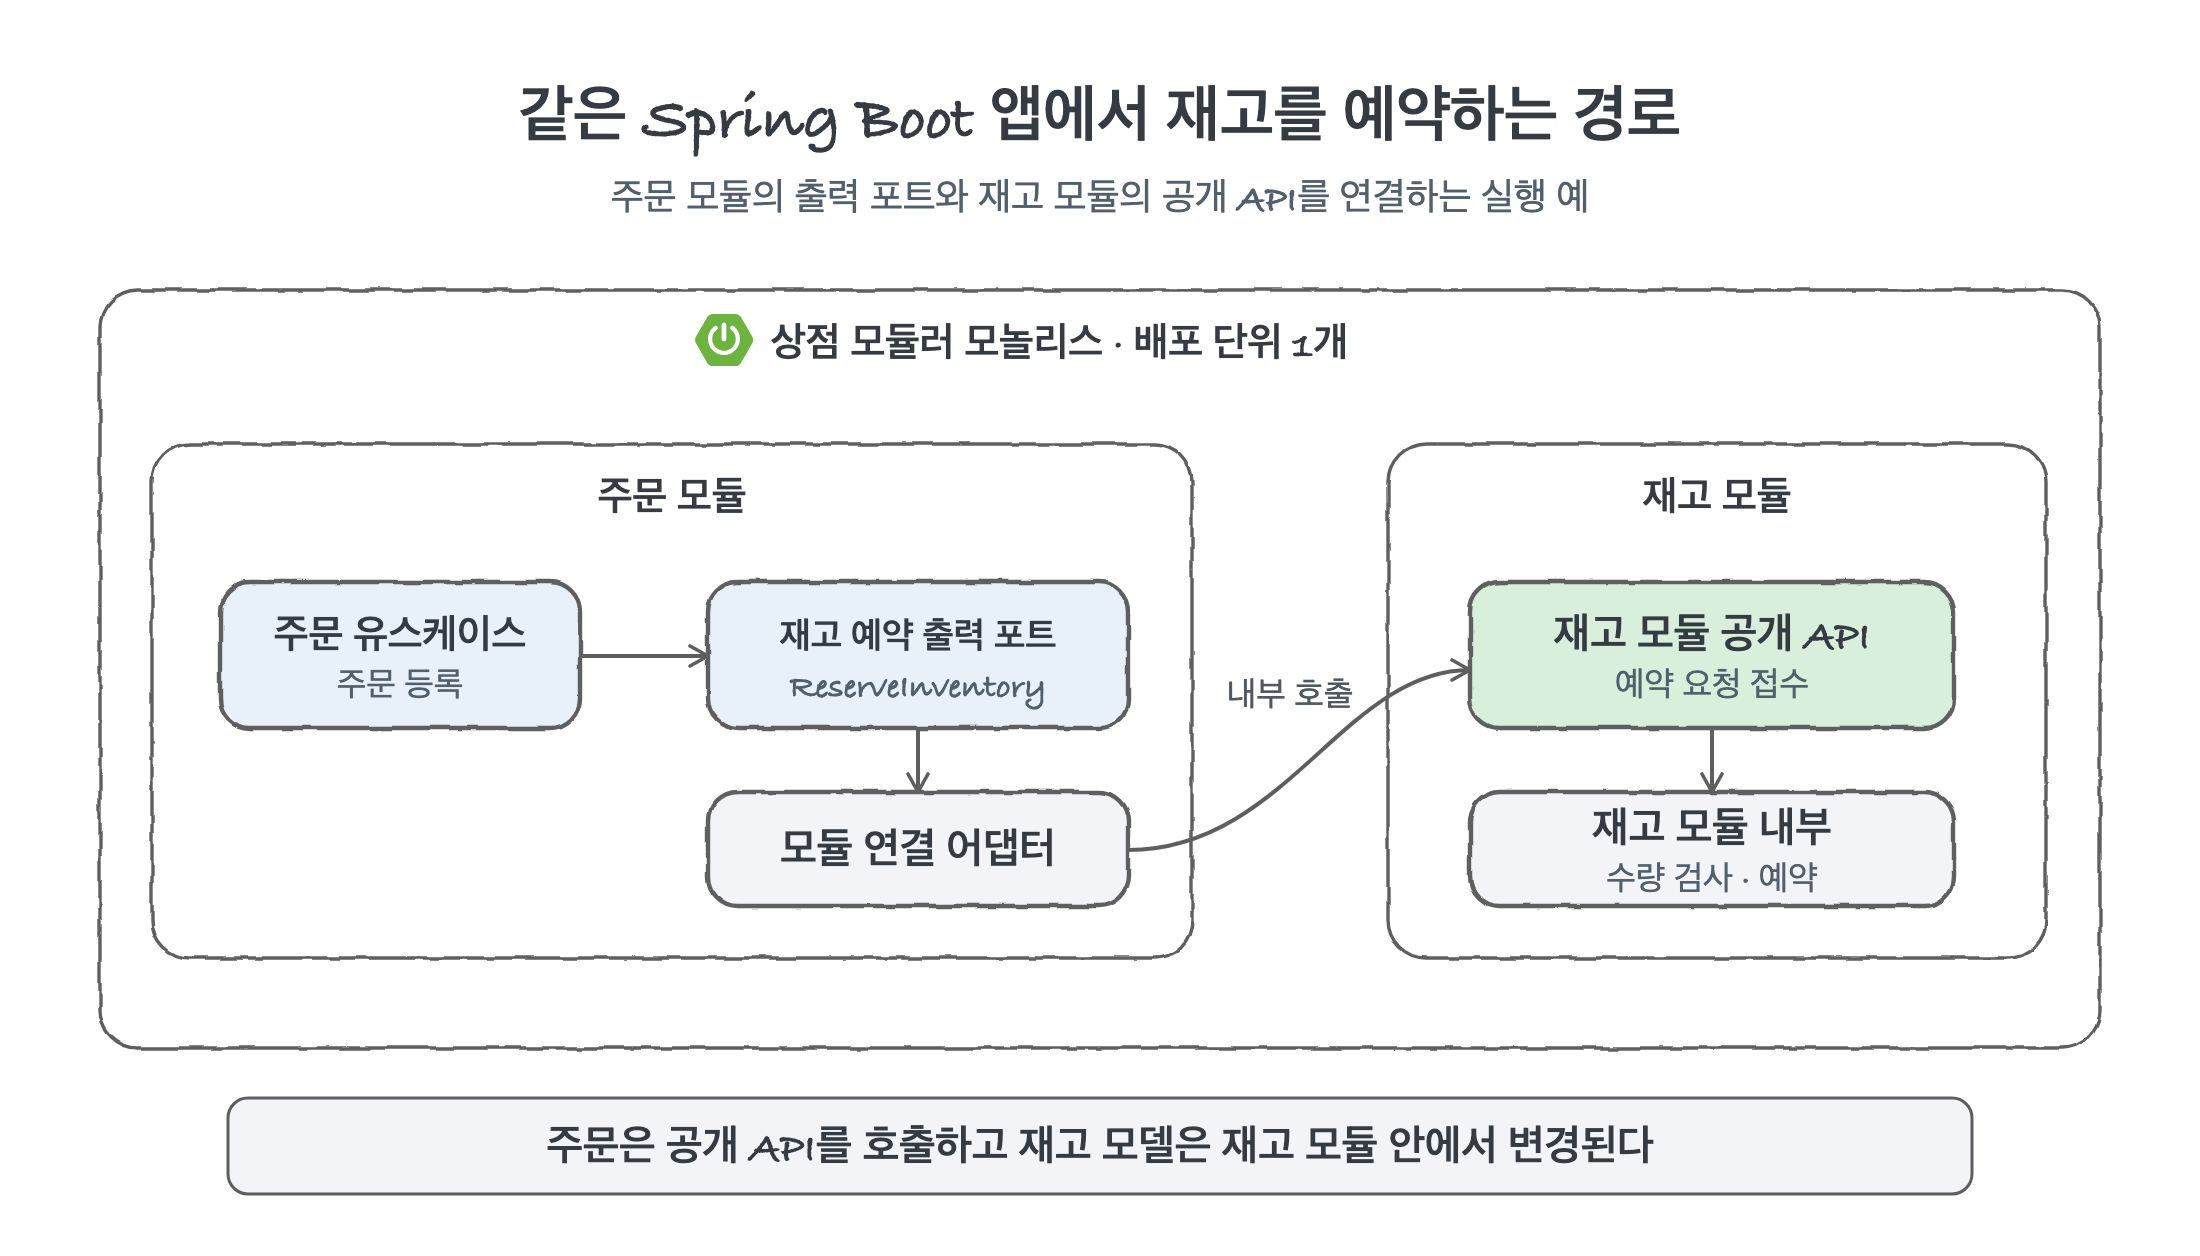 같은 Spring Boot 앱에서 재고를 예약하는 경로
주문 모듈의 출력 포트와 재고 모듈의 공개 API를 연결하는 실행 예
상점 모듈러 모놀리스 · 배포 단위 1개
주문 모듈
주문 유스케이스
주문 등록
재고 예약 출력 포트
ReserveInventory
모듈 연결 어댑터
내부 호출
재고 모듈
재고 모듈 공개 API
예약 요청 접수
재고 모듈 내부
수량 검사 · 예약
주문은 공개 API를 호출하고 재고 모델은 재고 모듈 안에서 변경된다